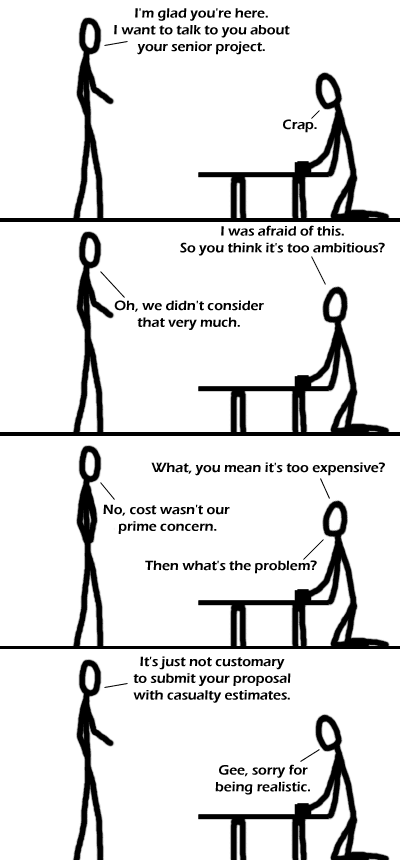 I'm glad you're here.
I want to talk to you about
your senior project.
Crap.
I was afraid of this.
So you think it's too ambitious?
Oh, we didn't consider
that very much.
What, you mean it's too expensive?
No, cost wasn't our
prime concern.
Then what's the problem?
It's just not customary
to submit your proposal
with casualty estimates.
Gee, sorry for
being realistic.